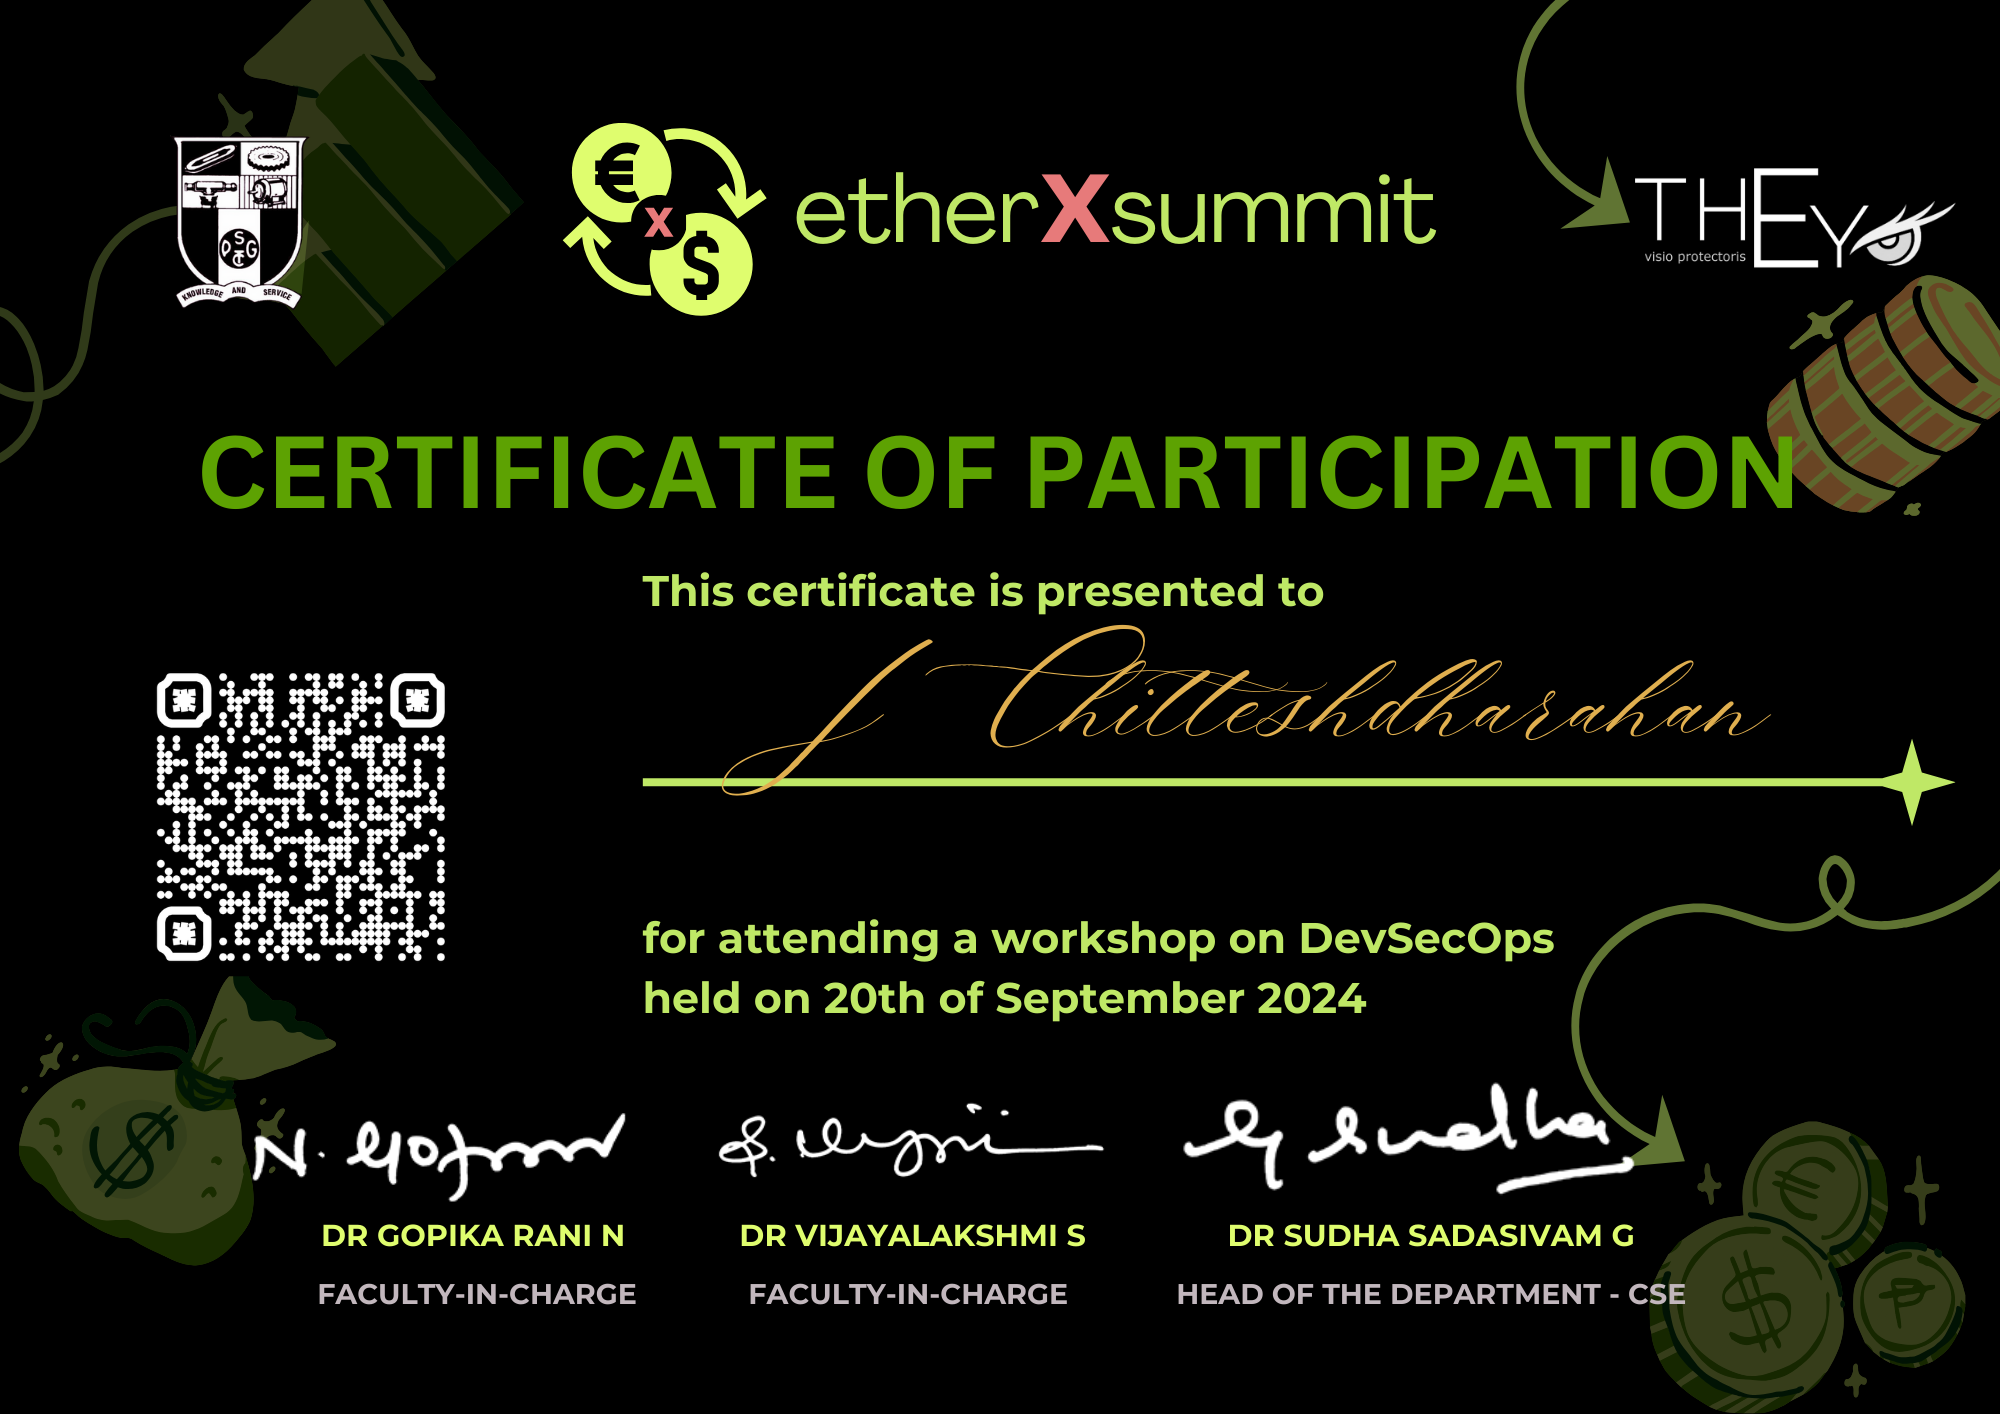 KNOWLEDGE AND SERVICE
etherXsummit
THEY
visio protectoris
CERTIFICATE OF PARTICIPATION
This certificate is presented to
J Chitteshdharahan
for attending a workshop on DevSecOps
held on 20th of September 2024
DR GOPIKA RANI N
DR VIJAYALAKSHMI S
DR SUDHA SADASIVAM G
FACULTY-IN-CHARGE
FACULTY-IN-CHARGE
HEAD OF THE DEPARTMENT - CSE